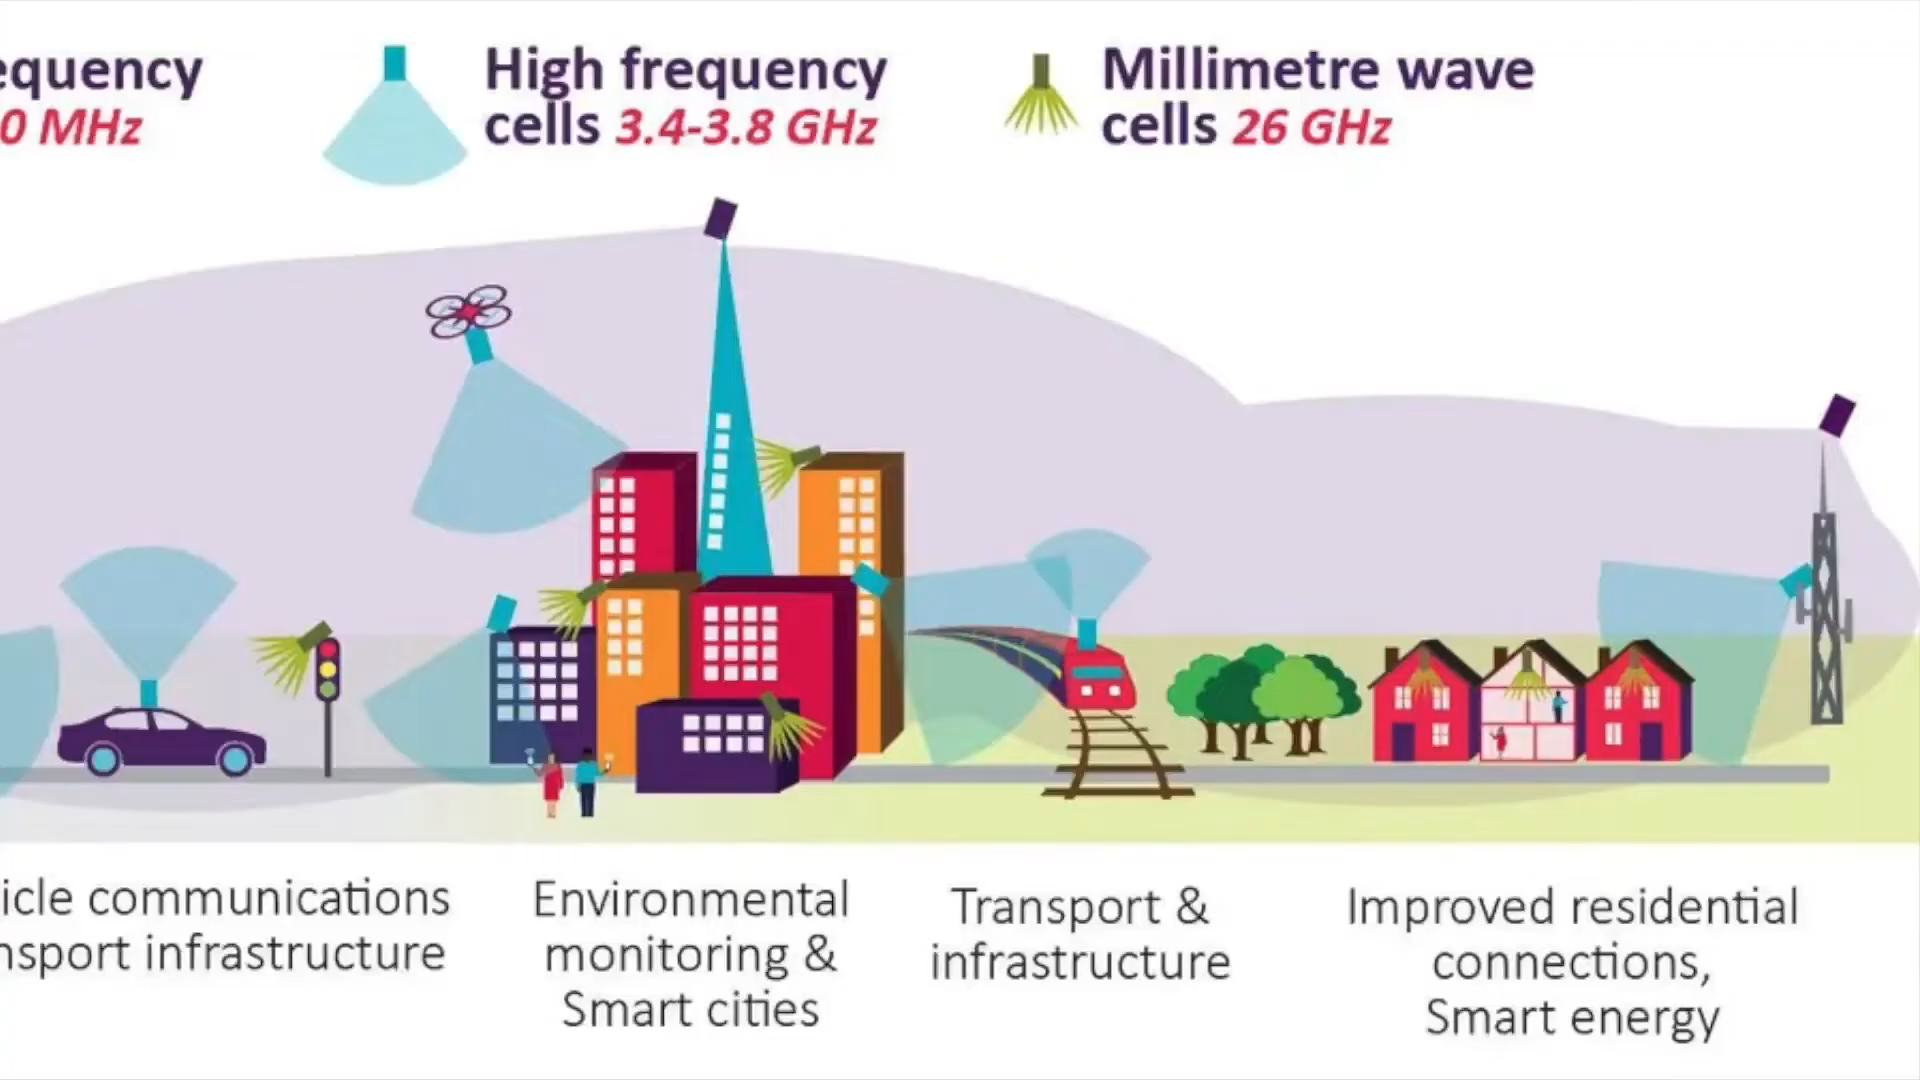 equency
0 MHz
High frequency
cells 3.4-3.8 GHz
Millimetre wave
cells 26 GHz
icle communications
nsport infrastructure
Environmental
monitoring &
Smart cities
Transport &
infrastructure
Improved residential
connections,
Smart energy